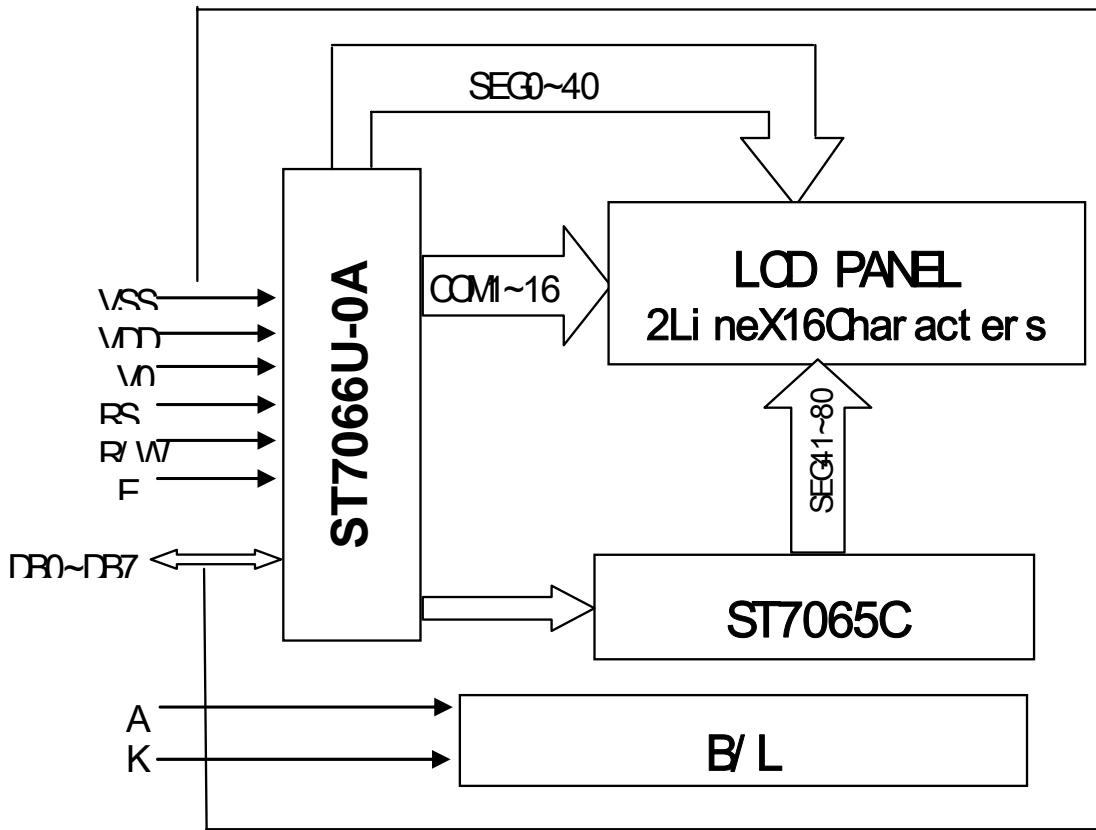 SEG0~40
LCD PANEL
2LineX16Characters
COM1~16
ST7066U-0A
VSS
VDD
V0
RS
R/W
E
DB0~DB7
SEG41~80
ST7065C
A
K
B/L